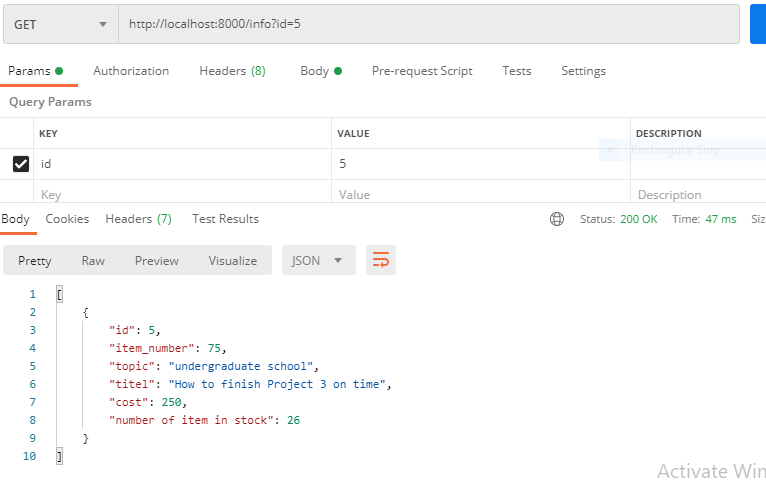 GET http://localhost:8000/info?id=5
Params Authorization Headers (8) Body Pre-request Script Tests Settings
Query Params
KEY VALUE DESCRIPTION
Rectangular Snip
id 5
Key Value Description
Body Cookies Headers (7) Test Results Status: 200 OK Time: 47 ms Siz
Pretty Raw Preview Visualize JSON
1 [
2 {
3 "id": 5,
4 "item_number": 75,
5 "topic": "undergraduate school",
6 "titel": "How to finish Project 3 on time",
7 "cost": 250,
8 "number of item in stock": 26
9 }
10 ]
Activate Win